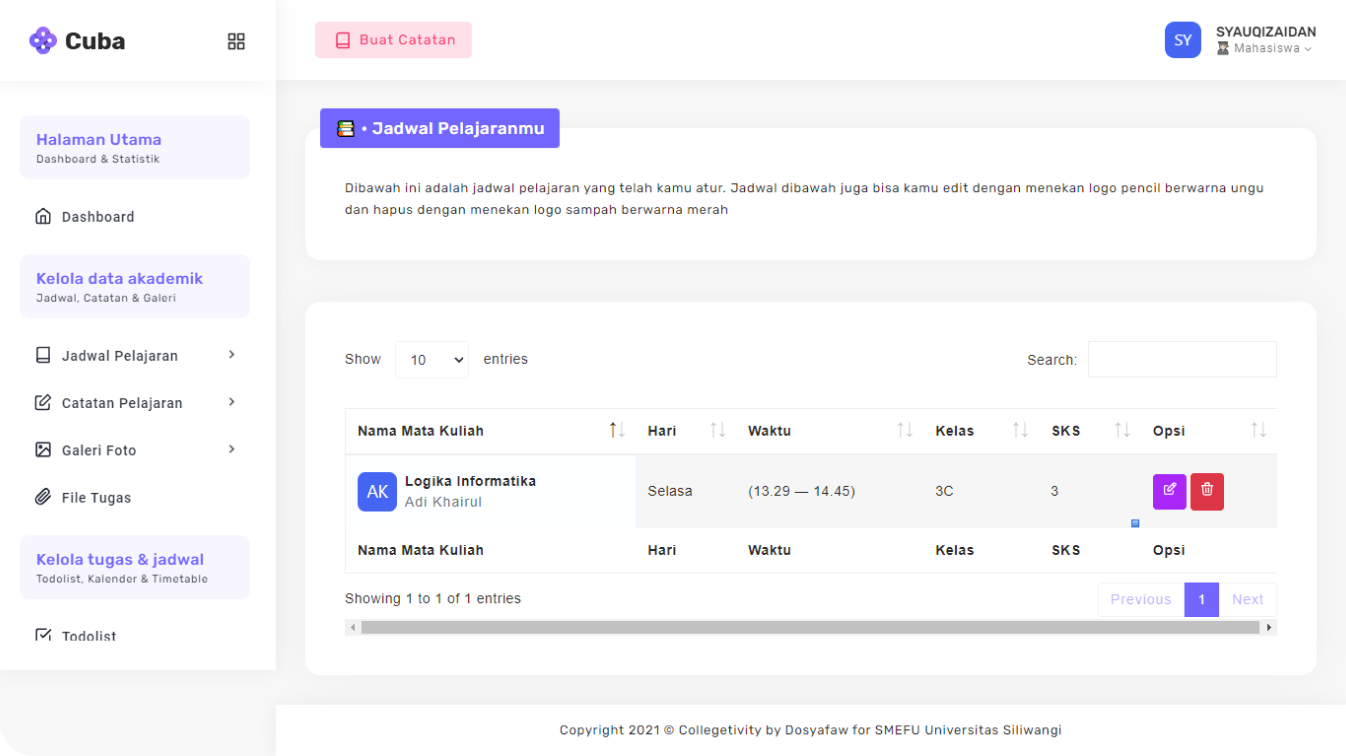 Cuba
Buat Catatan
SY
SYAUQIZAIDAN
Mahasiswa
Halaman Utama
Dashboard & Statistik
Dashboard
Kelola data akademik
Jadwal, Catatan & Galeri
Jadwal Pelajaran
Catatan Pelajaran
Galeri Foto
File Tugas
Kelola tugas & jadwal
Todolist, Kalender & Timetable
Todolist
• Jadwal Pelajaranmu
Dibawah ini adalah jadwal pelajaran yang telah kamu atur. Jadwal dibawah juga bisa kamu edit dengan menekan logo pencil berwarna ungu
dan hapus dengan menekan logo sampah berwarna merah
Show 10 entries
Search:
Nama Mata Kuliah Hari Waktu Kelas SKS Opsi
AK Logika Informatika
Adi Khairul
Selasa (13.29 — 14.45) 3C 3
Nama Mata Kuliah Hari Waktu Kelas SKS Opsi
Showing 1 to 1 of 1 entries
Previous 1 Next
Copyright 2021 © Collegetivity by Dosyafaw for SMEFU Universitas Siliwangi